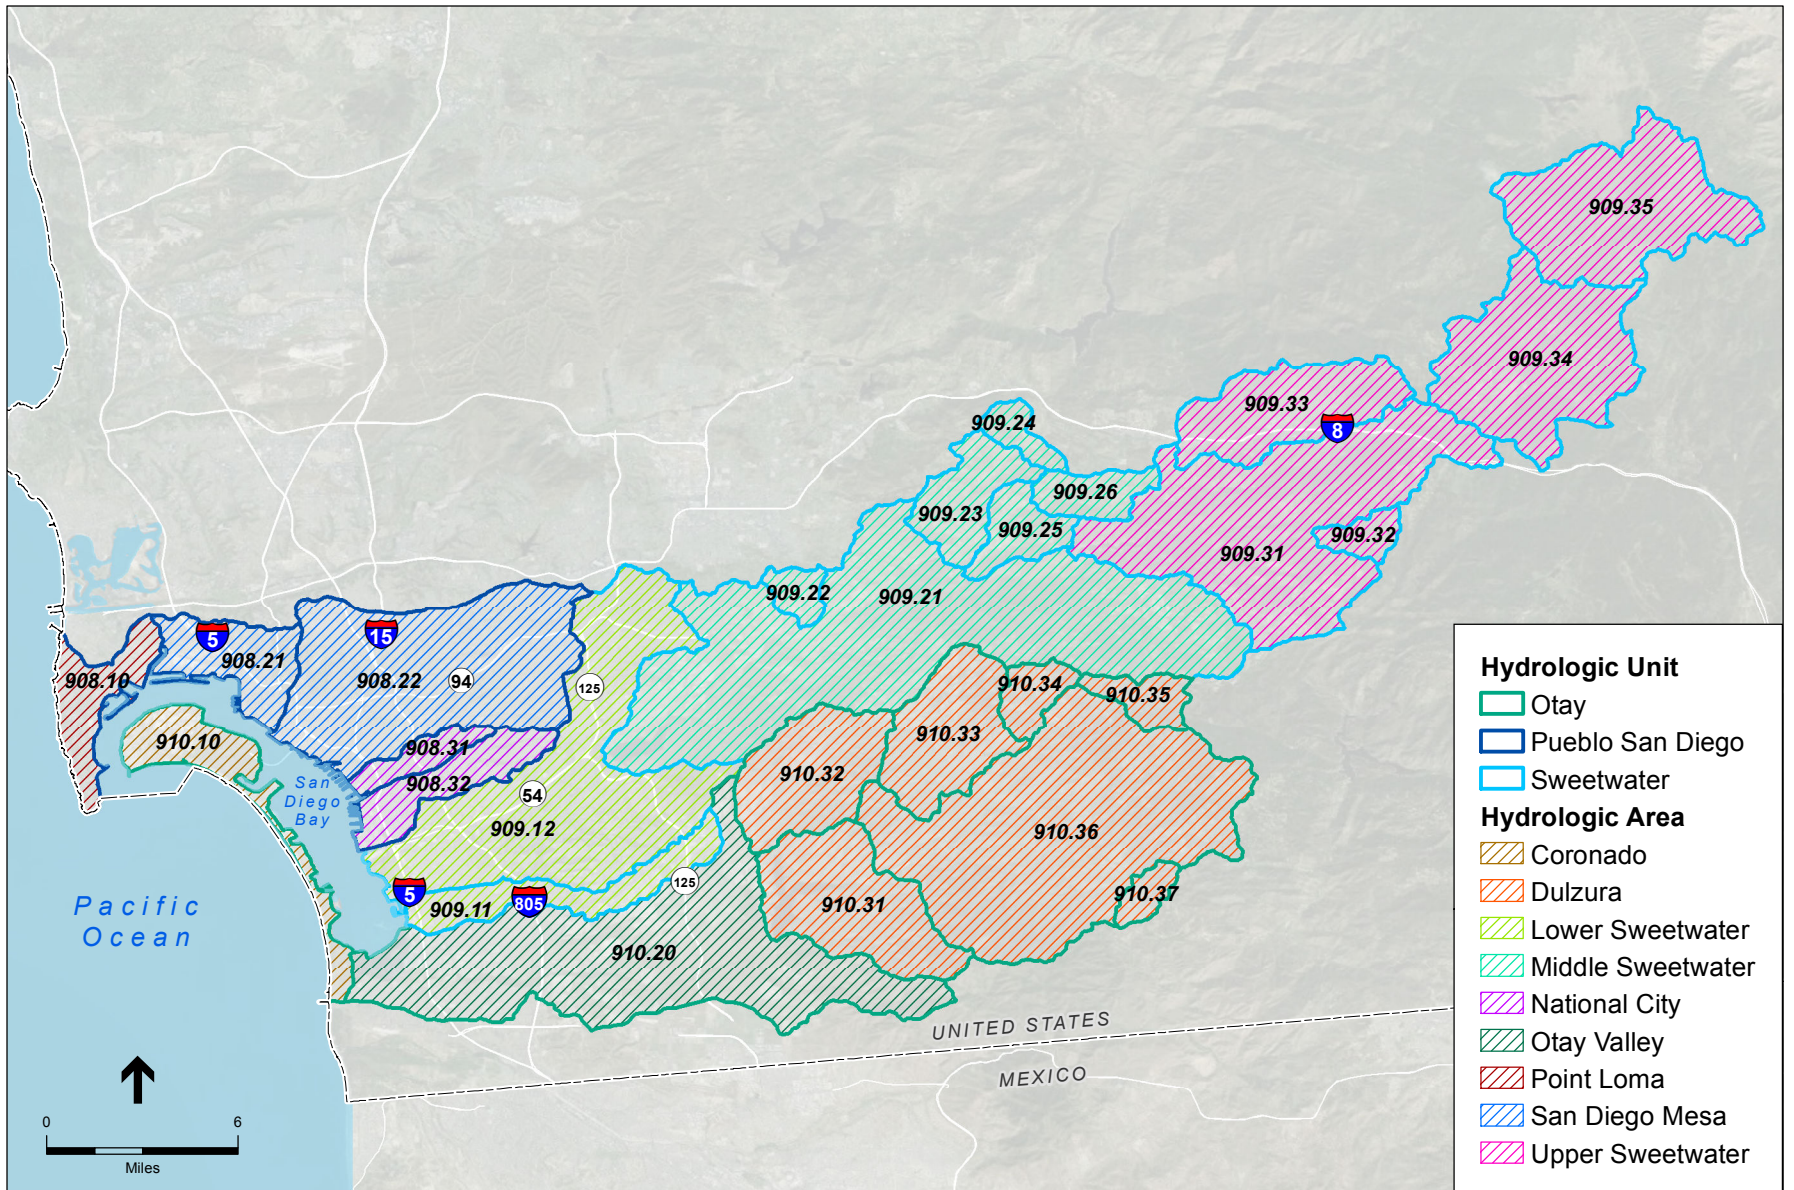 909.35
909.34
909.33
8
909.24
909.26
909.23
909.25
909.32
909.31
909.22
909.21
5
15
908.21
908.10
908.22
94
125
910.34
910.35
910.10
908.31
910.33
908.32
910.32
San
Diego
Bay
54
909.12
910.36
125
5
805
910.37
909.11
910.31
Pacific
Ocean
910.20
UNITED STATES
MEXICO
0
6
Miles
Hydrologic Unit
Otay
Pueblo San Diego
Sweetwater
Hydrologic Area
Coronado
Dulzura
Lower Sweetwater
Middle Sweetwater
National City
Otay Valley
Point Loma
San Diego Mesa
Upper Sweetwater